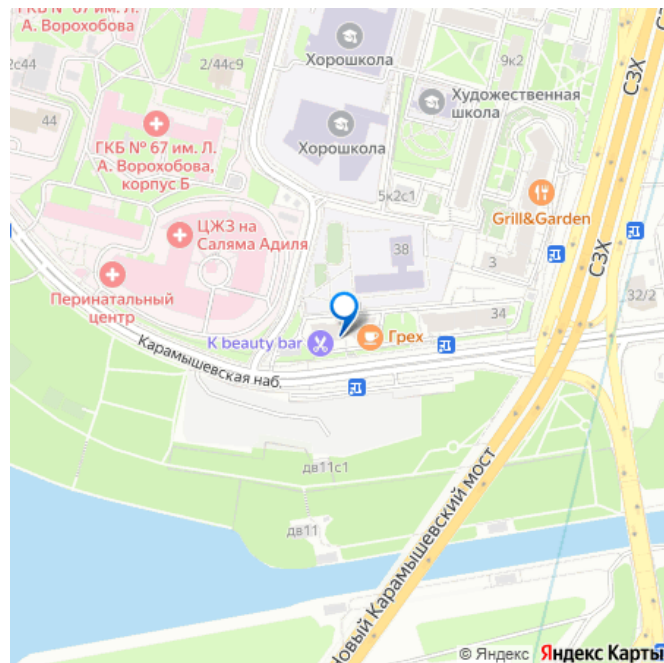 ГКБ № 67 им. Л.
А. Ворохобова
2с44
2/44с9
44
ГКБ № 67 им. Л.
А. Ворохобова,
корпус Б
Хорошкола
9к2
СЗХ
Художественная
школа
Хорошкола
5к2с1
Grill&Garden
ЦЖЗ на
Саляма Адиля
38
3
СЗХ
Перинатальный
центр
32/2
34
K beauty bar
Грех
Карамышевская наб.
дв11с1
дв11
Новый Карамышевский мост
© Яндекс Яндекс Карты